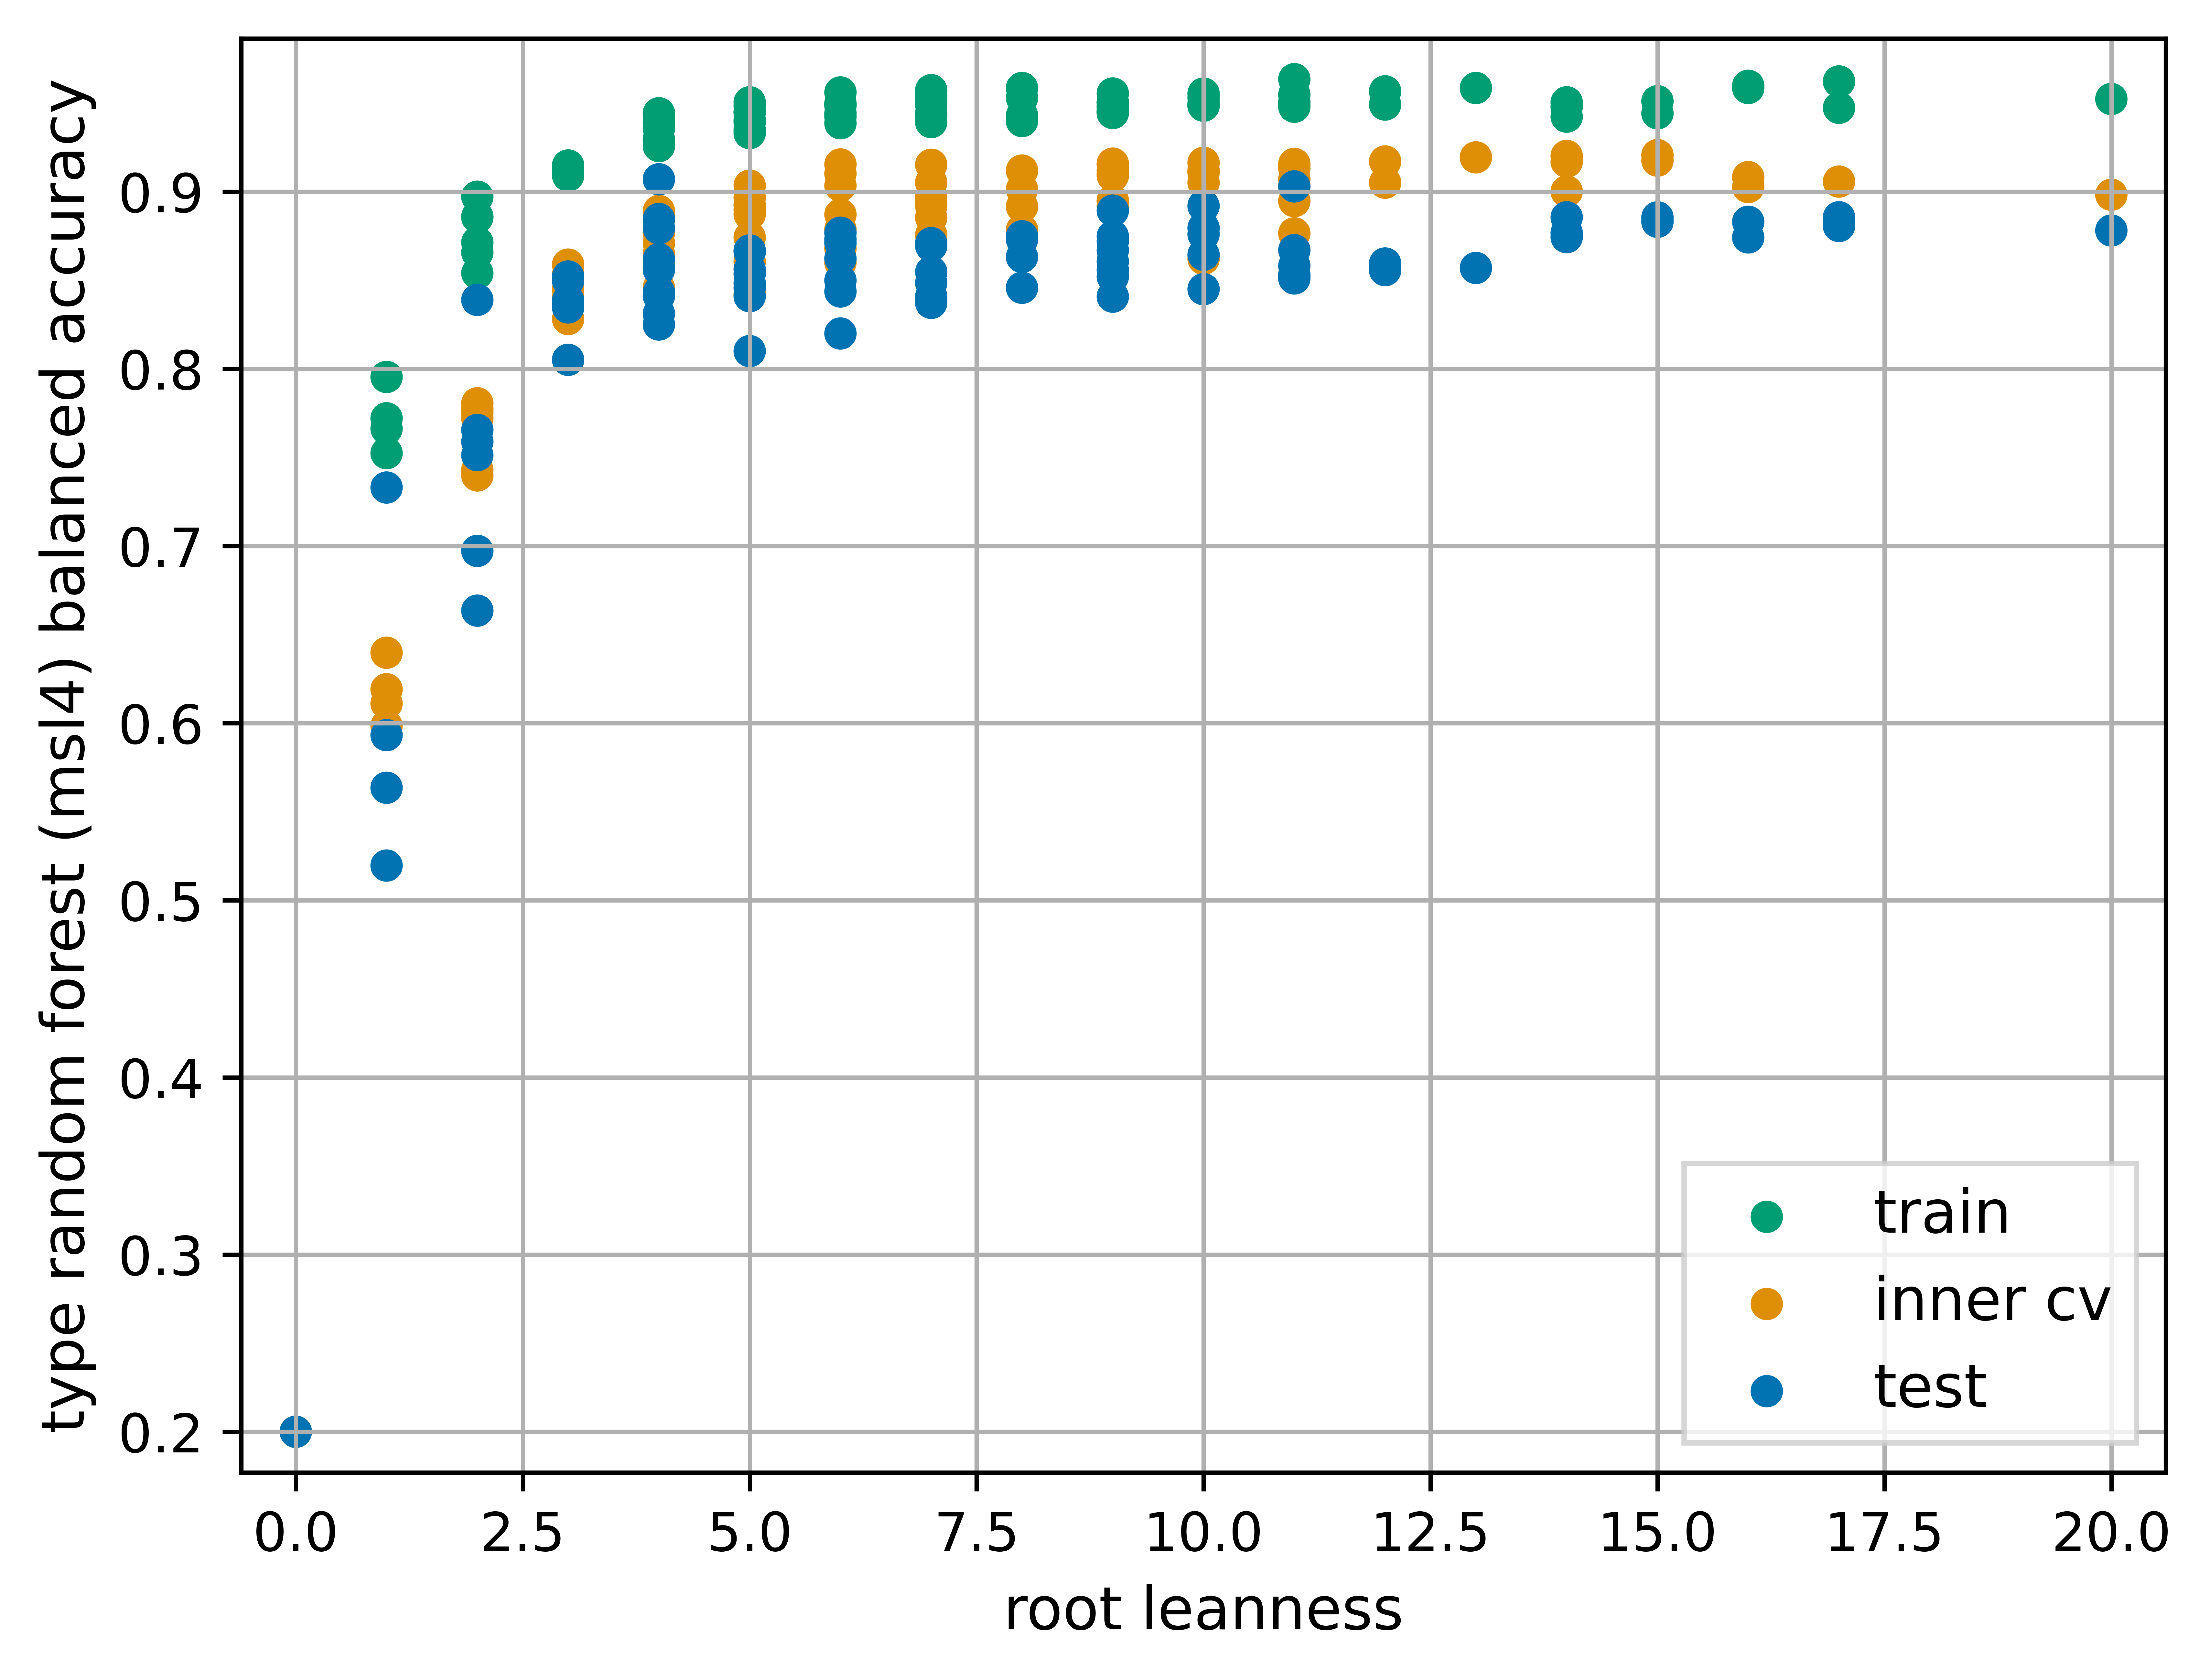 type random forest (msl4) balanced accuracy
0.9
0.8
0.7
0.6
0.5
0.4
0.3
0.2
train
inner cv
test
0.0 2.5 5.0 7.5 10.0 12.5 15.0 17.5 20.0
root leanness